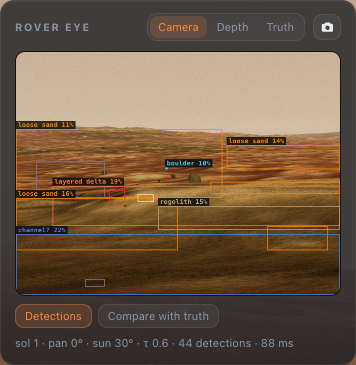 ROVER EYE
Camera Depth Truth
loose sand 11%
loose sand 14%
boulder 10%
layered delta 19%
loose sand 16%
regolith 15%
channel? 22%
Detections
Compare with truth
sol 1 · pan 0° · sun 30° · τ 0.6 · 44 detections · 88 ms